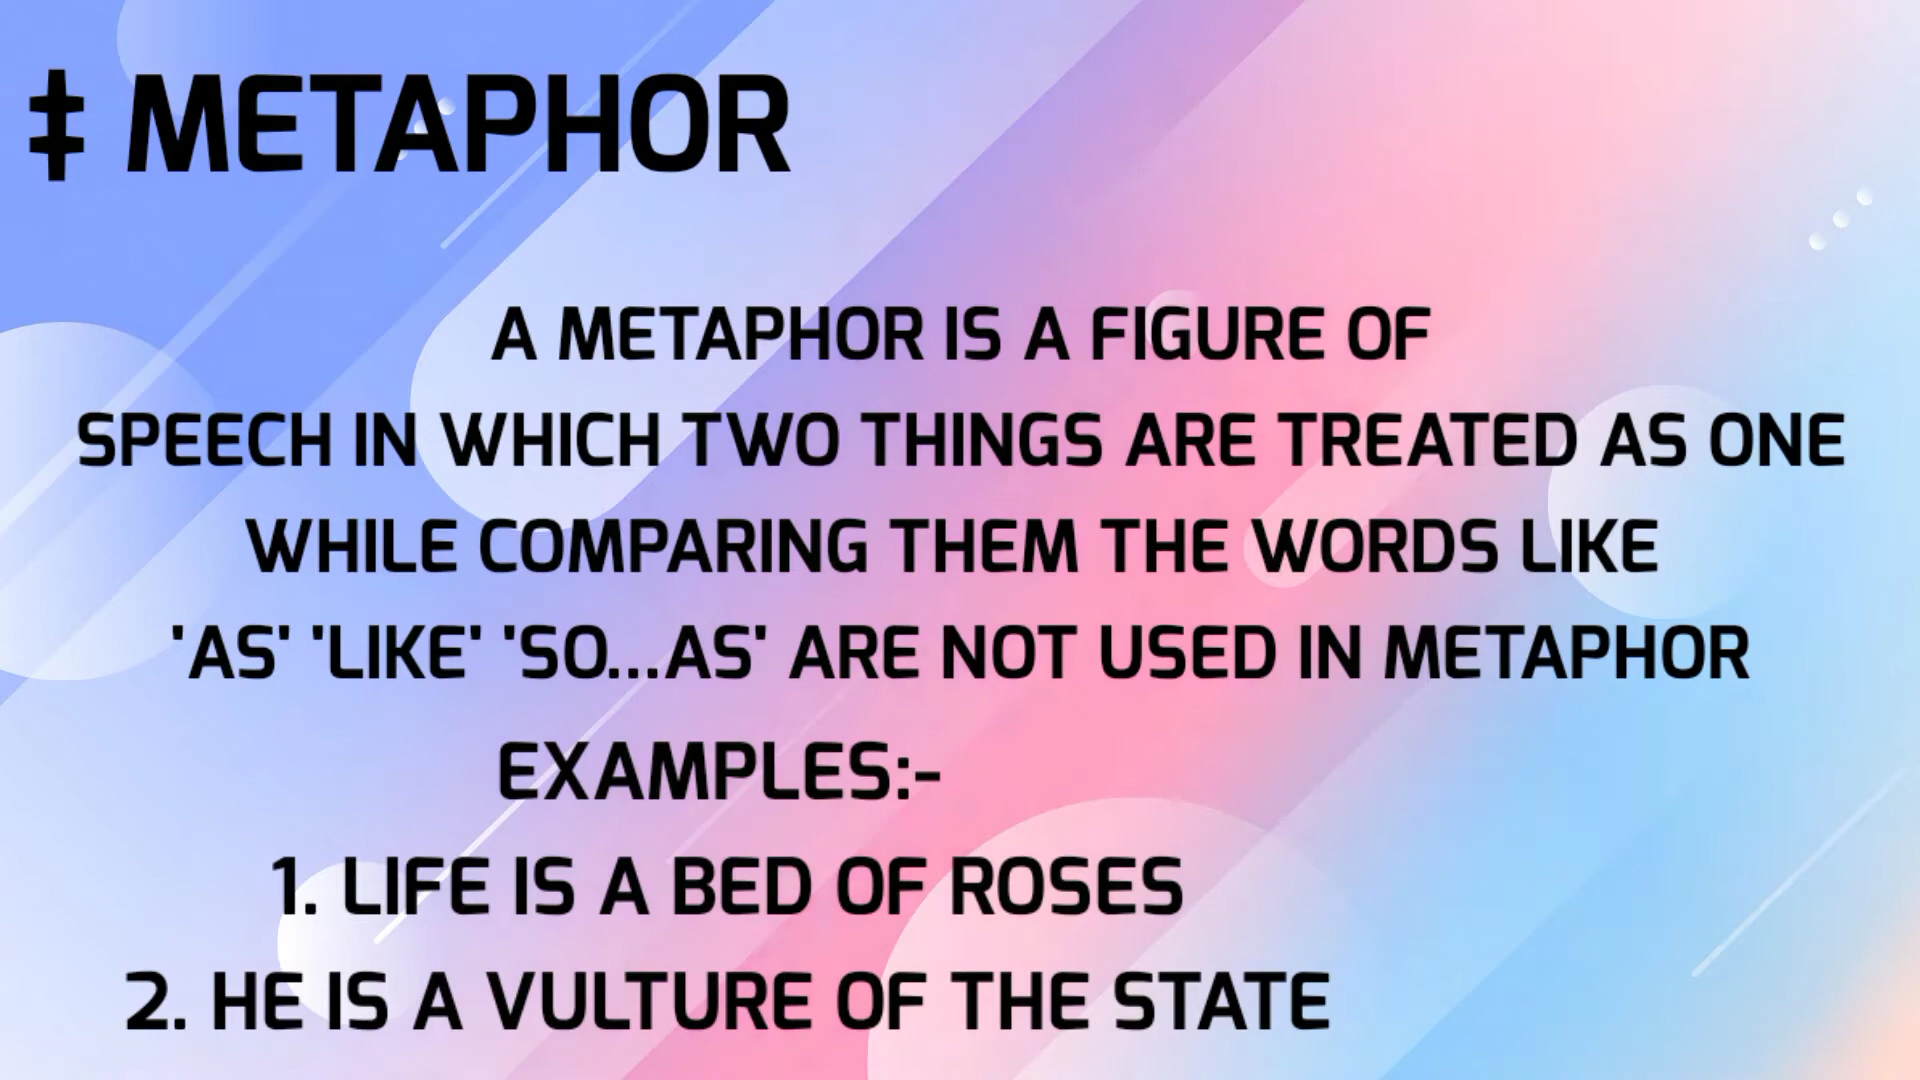 ‡ METAPHOR
A METAPHOR IS A FIGURE OF
SPEECH IN WHICH TWO THINGS ARE TREATED AS ONE
WHILE COMPARING THEM THE WORDS LIKE
'AS' 'LIKE' 'SO...AS' ARE NOT USED IN METAPHOR
EXAMPLES:-
1. LIFE IS A BED OF ROSES
2. HE IS A VULTURE OF THE STATE